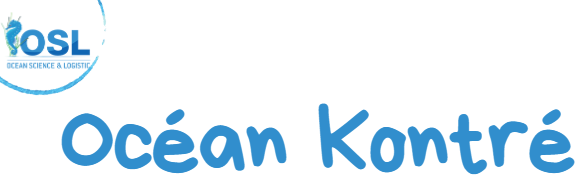 OSL
OCEAN SCIENCE & LOGISTIC
Océan Kontré